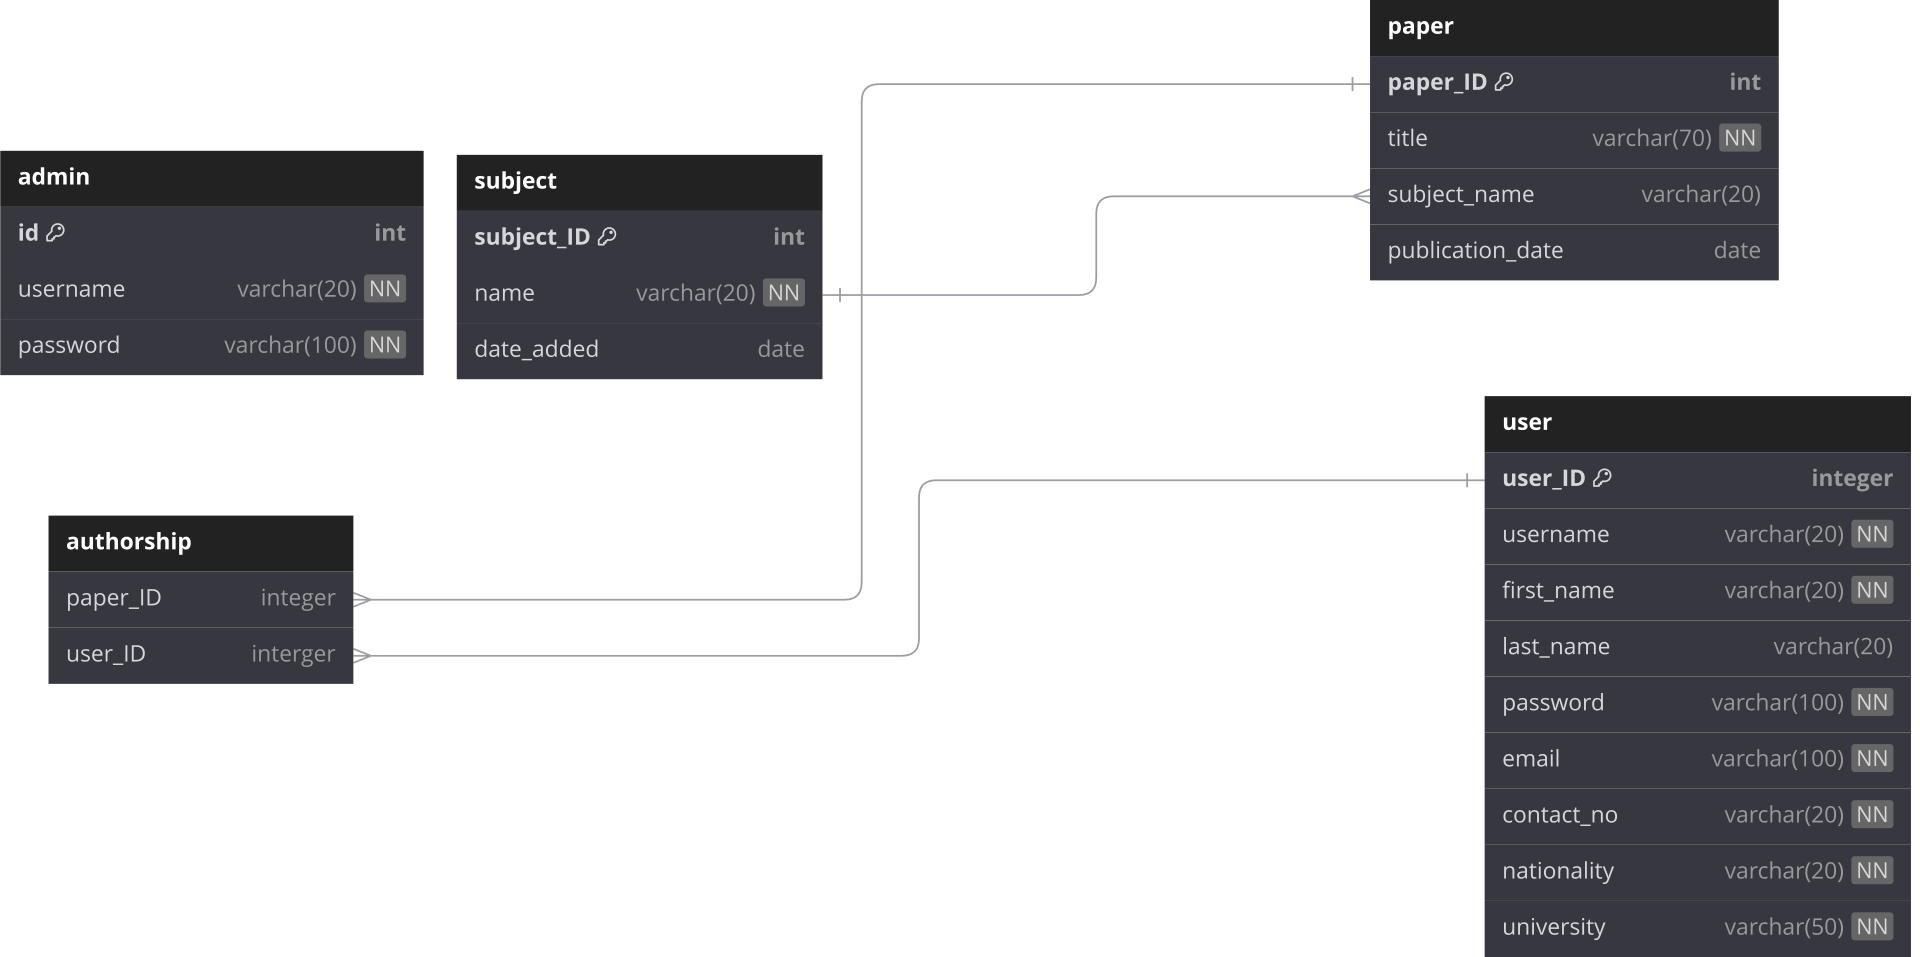 paper
paper_ID int
title varchar(70) NN
subject_name varchar(20)
publication_date date
admin
id int
username varchar(20) NN
password varchar(100) NN
subject
subject_ID int
name varchar(20) NN
date_added date
user
user_ID integer
username varchar(20) NN
first_name varchar(20) NN
last_name varchar(20)
password varchar(100) NN
email varchar(100) NN
contact_no varchar(20) NN
nationality varchar(20) NN
university varchar(50) NN
authorship
paper_ID integer
user_ID interger